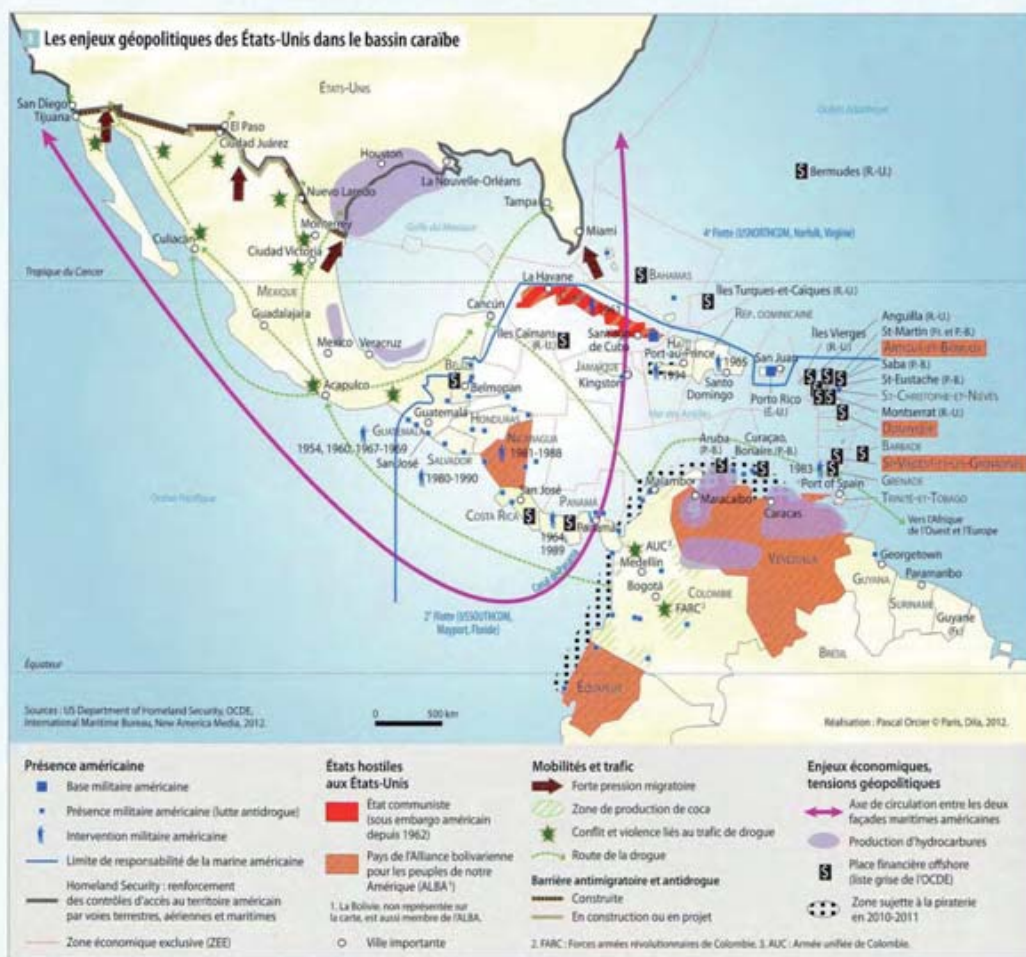 Les enjeux géopolitiques des États-Unis dans le bassin caraïbe
ÉTATS-UNIS
San Diego
Tijuana
El Paso
Ciudad Juárez
Houston
La Nouvelle-Orléans
Bermudes (R.-U.)
Nuevo Laredo
Tampa
Monterrey
Miami
Golfe du Mexique
4e Flotte (USNORTHCOM, Norfolk, Virginie)
Culiacán
Ciudad Victoria
Tropique du Cancer
La Havane
BAHAMAS
MEXIQUE
Cancún
Îles Turques-et-Caïques (R.-U.)
Guadalajara
Îles Caïmans
(R.-U.)
Santiago
de Cuba
RÉP. DOMINICAINE
Îles Vierges
(R.-U.)
Anguilla (R.-U.)
St-Martin (Fr. et P.-B.)
ANTIGUA-ET-BARBUDA
Mexico
Veracruz
HAÏTI
Port-au-Prince
1994
1965
San Juan
Saba (P.-B.)
St-Eustache (P.-B.)
BELIZE
Belmopan
JAMAÏQUE
Kingston
Santo
Domingo
Porto Rico
(É.-U.)
ST-CHRISTOPHE-ET-NIÉVÈS
Acapulco
Montserrat (R.-U.)
Guatemala
HONDURAS
Mer des Antilles
DOMINIQUE
GUATEMALA
1954, 1960, 1967-1969
NICARAGUA
1981-1988
Aruba
(P.-B.)
Curaçao,
Bonaire (P.-B.)
BARBADE
San José
SALVADOR
1983
ST-VINCENT-ET-LES-GRENADINES
GRENADE
1980-1990
Malambo
Port of Spain
San José
PANAMÁ
Maracaibo
Caracas
TRINITÉ-ET-TOBAGO
COSTA RICA
Panamá
1964,
1989
Vers l'Afrique
de l'Ouest et l'Europe
AUC3
Medellin
VENEZUELA
Georgetown
Océan Pacifique
Bogotá
COLOMBIE
Paramaribo
GUYANA
FARC2
SURINAME
2e Flotte (USSOUTHCOM,
Mayport, Floride)
Guyane
(Fr.)
BRÉSIL
Équateur
ÉQUATEUR
Sources : US Department of Homeland Security, OCDE,
International Maritime Bureau, New America Media, 2012.
0 500 km
Réalisation : Pascal Orcier © Paris, Dila, 2012.
Présence américaine
Base militaire américaine
Présence militaire américaine (lutte antidrogue)
Intervention militaire américaine
Limite de responsabilité de la marine américaine
Homeland Security : renforcement
des contrôles d'accès au territoire américain
par voies terrestres, aériennes et maritimes
Zone économique exclusive (ZEE)
États hostiles
aux États-Unis
État communiste
(sous embargo américain
depuis 1962)
Pays de l'Alliance bolivarienne
pour les peuples de notre
Amérique (ALBA1)
1. La Bolivie, non représentée sur
la carte, est aussi membre de l'ALBA.
Ville importante
Mobilités et trafic
Forte pression migratoire
Zone de production de coca
Conflit et violence liés au trafic de drogue
Route de la drogue
Barrière antimigratoire et antidrogue
Construite
En construction ou en projet
2. FARC : Forces armées révolutionnaires de Colombie. 3. AUC : Armée unifiée de Colombie.
Enjeux économiques,
tensions géopolitiques
Axe de circulation entre les deux
façades maritimes américaines
Production d'hydrocarbures
Place financière offshore
(liste grise de l'OCDE)
Zone sujette à la piraterie
en 2010-2011